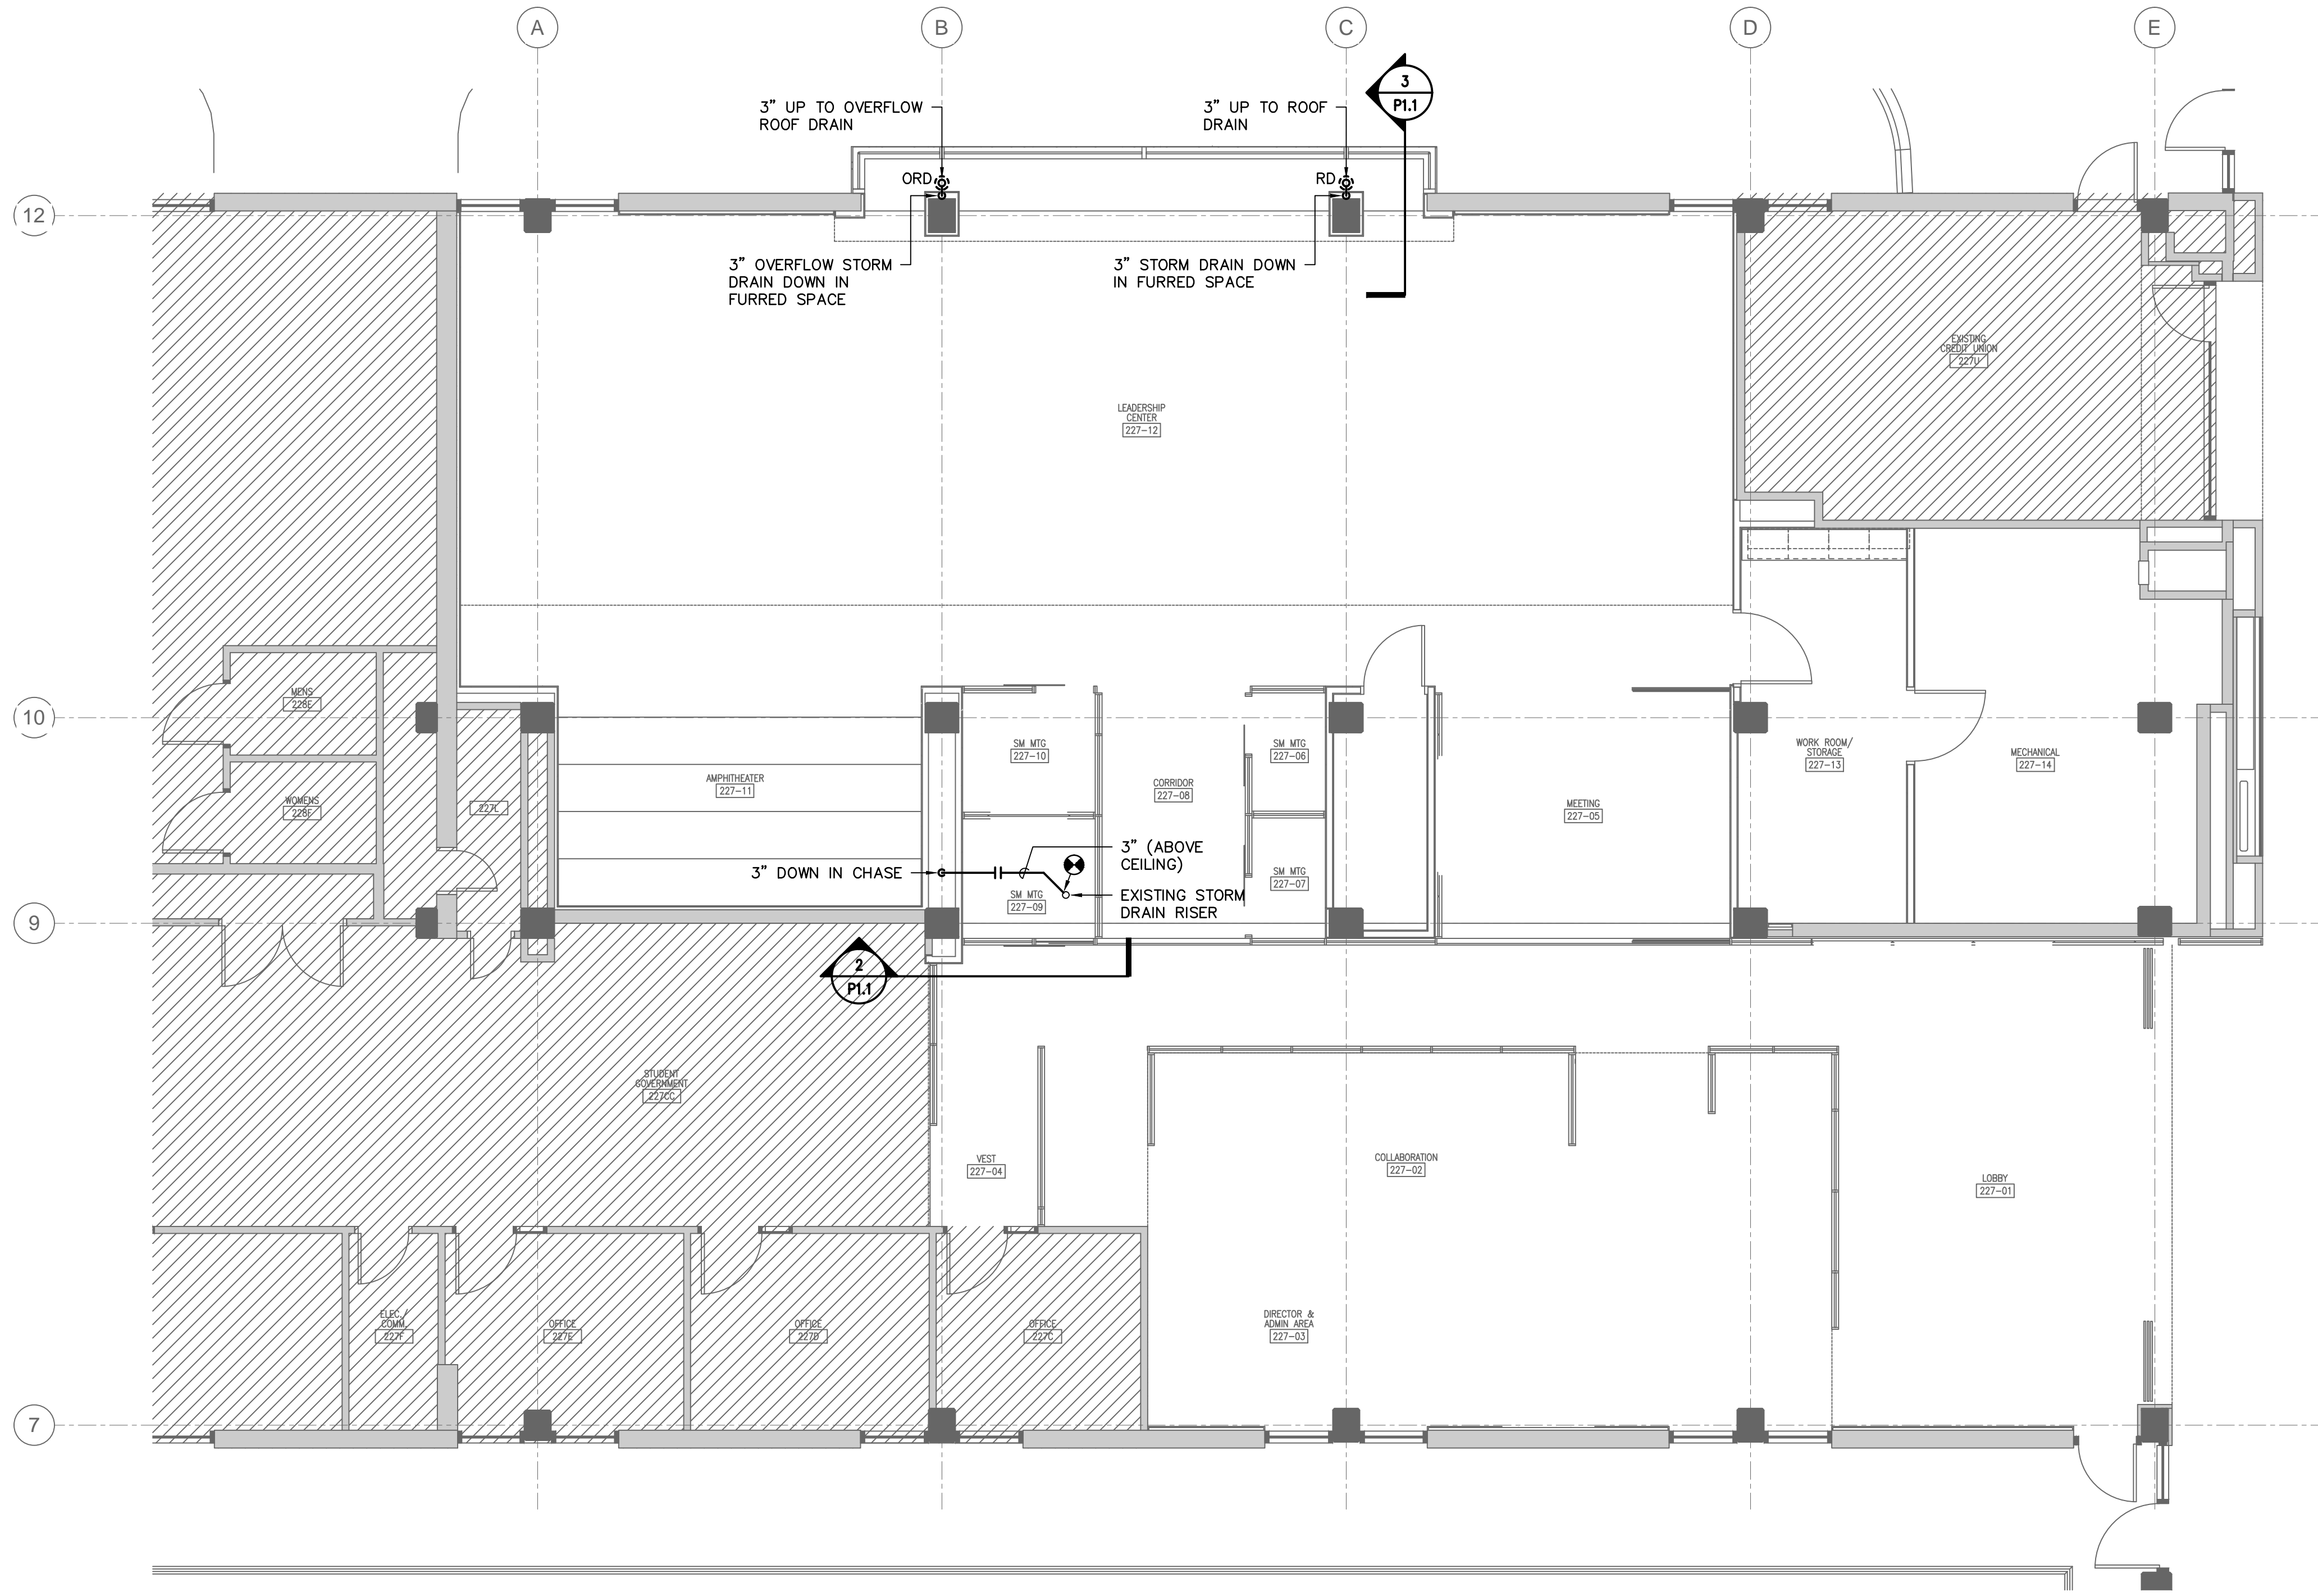 A
B
C
D
E
3
P1.1
3" UP TO OVERFLOW
ROOF DRAIN
3" UP TO ROOF
DRAIN
ORD
RD
12
3" OVERFLOW STORM
DRAIN DOWN IN
FURRED SPACE
3" STORM DRAIN DOWN
IN FURRED SPACE
EXISTING
CREDIT UNION
227U
LEADERSHIP
CENTER
227-12
MENS
228E
10
SM MTG
227-10
SM MTG
227-06
WORK ROOM/
STORAGE
227-13
MECHANICAL
227-14
AMPHITHEATER
227-11
CORRIDOR
227-08
WOMENS
228F
227L
MEETING
227-05
3" (ABOVE
CEILING)
3" DOWN IN CHASE
SM MTG
227-07
SM MTG
227-09
EXISTING STORM
DRAIN RISER
9
2
P1.1
STUDENT
GOVERNMENT
227CC
VEST
227-04
COLLABORATION
227-02
LOBBY
227-01
ELEC./
COMM.
227F
OFFICE
227E
OFFICE
227D
OFFICE
227C
DIRECTOR &
ADMIN AREA
227-03
7